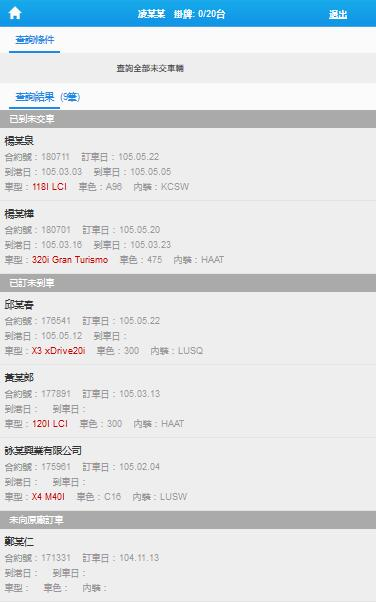 凌某某 掛牌: 0/20台 退出
查詢條件
查詢全部未交車輛
查詢結果 (9筆)
已到未交車
楊某泉
合約號：180711 訂車日：105.05.22
到港日：105.03.03 到車日：105.05.05
車型：118I LCI 車色：A96 內裝：KCSW
楊某樺
合約號：180701 訂車日：105.05.20
到港日：105.03.16 到車日：105.03.23
車型：320i Gran Turismo 車色：475 內裝：HAAT
已訂未到車
邱某春
合約號：176541 訂車日：105.05.22
到港日：105.05.12 到車日：
車型：X3 xDrive20i 車色：300 內裝：LUSQ
黃某郎
合約號：177891 訂車日：105.03.13
到港日： 到車日：
車型：120I LCI 車色：300 內裝：HAAT
詠某興業有限公司
合約號：175961 訂車日：105.02.04
到港日： 到車日：
車型：X4 M40I 車色：C16 內裝：LUSW
未向原廠訂車
鄭某仁
合約號：171331 訂車日：104.11.13
到港日： 到車日：
車型： 車色： 內裝：